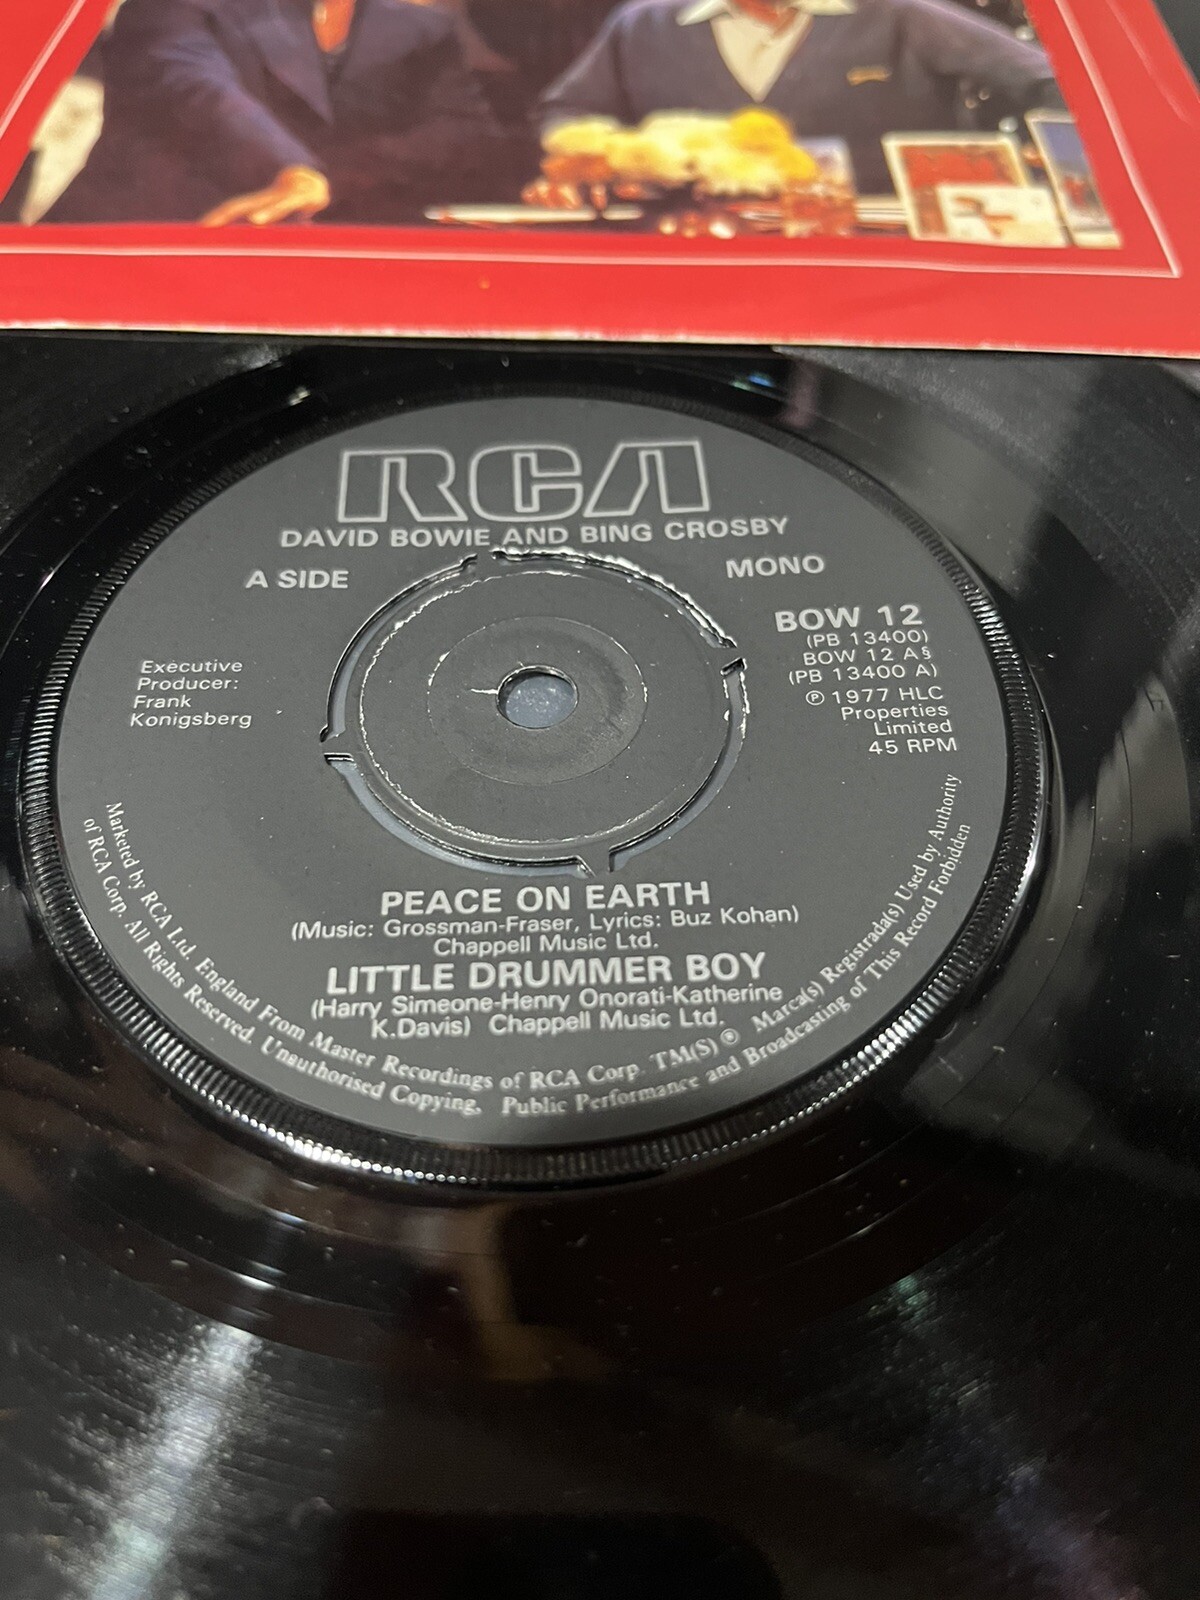 RCA
DAVID BOWIE AND BING CROSBY
A SIDE
MONO
BOW 12
(PB 13400)
BOW 12 A§
(PB 13400 A)
℗ 1977 HLC
Properties
Limited
45 RPM
Executive
Producer:
Frank
Konigsberg
PEACE ON EARTH
(Music: Grossman-Fraser, Lyrics: Buz Kohan)
Chappell Music Ltd.
LITTLE DRUMMER BOY
(Harry Simeone-Henry Onorati-Katherine
K.Davis) Chappell Music Ltd.
Marketed by RCA Ltd. England From Master Recordings of RCA Corp. TM(S) ® Marca(s) Registrada(s) Used by Authority
of RCA Corp. All Rights Reserved. Unauthorised Copying, Public Performance and Broadcasting of This Record Forbidden